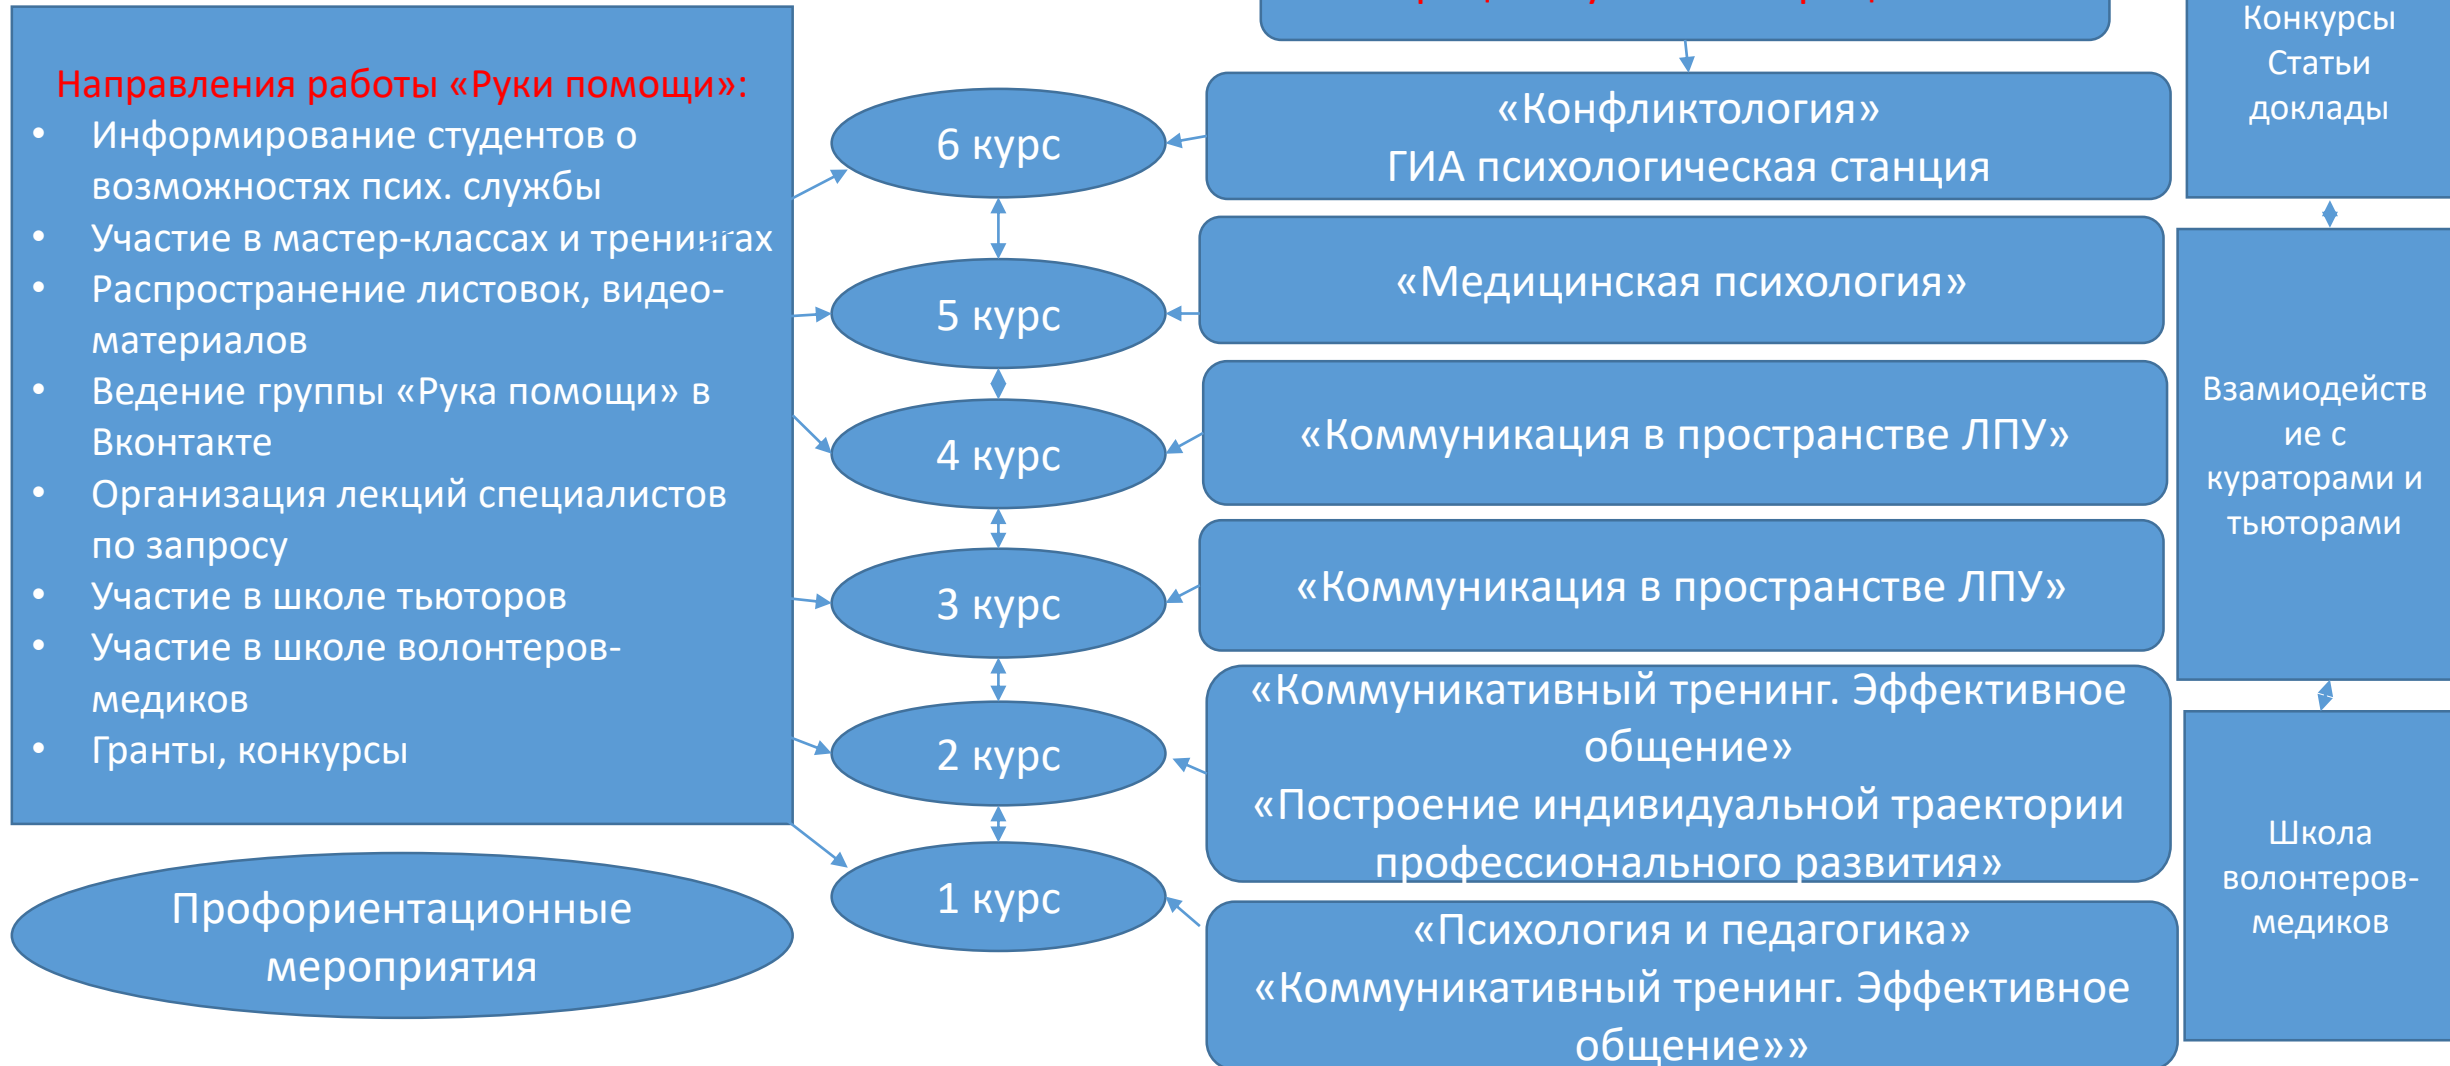 Направления работы «Руки помощи»:
• Информирование студентов о
возможностях псих. службы
• Участие в мастер-классах и тренингах
• Распространение листовок, видео-
материалов
• Ведение группы «Рука помощи» в
Вконтакте
• Организация лекций специалистов
по запросу
• Участие в школе тьюторов
• Участие в школе волонтеров-
медиков
• Гранты, конкурсы
Профориентационные
мероприятия
6 курс
5 курс
4 курс
3 курс
2 курс
1 курс
«Конфликтология»
ГИА психологическая станция
«Медицинская психология»
«Коммуникация в пространстве ЛПУ»
«Коммуникация в пространстве ЛПУ»
«Коммуникативный тренинг. Эффективное
общение»
«Построение индивидуальной траектории
профессионального развития»
«Психология и педагогика»
«Коммуникативный тренинг. Эффективное
общение»»
Конкурсы
Статьи
доклады
Взамиодейств
ие с
кураторами и
тьюторами
Школа
волонтеров-
медиков